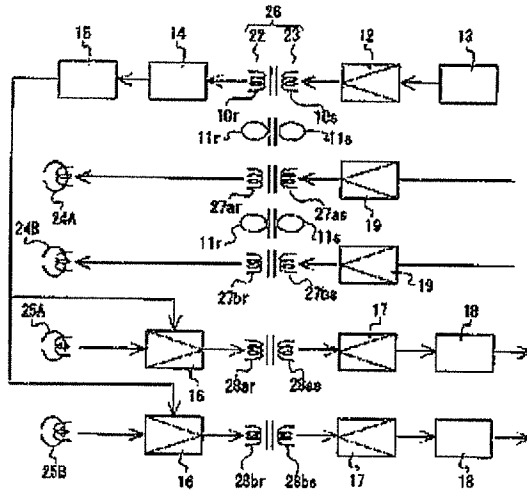 26
15 14 22 23 12 13
10r 10s
11r 11s
24A 27ar 27as 19
11r 11s
24B 27br 27bs 19
25A 17 18
16 28ar 28as
25B 16 28br 28bs 17 18